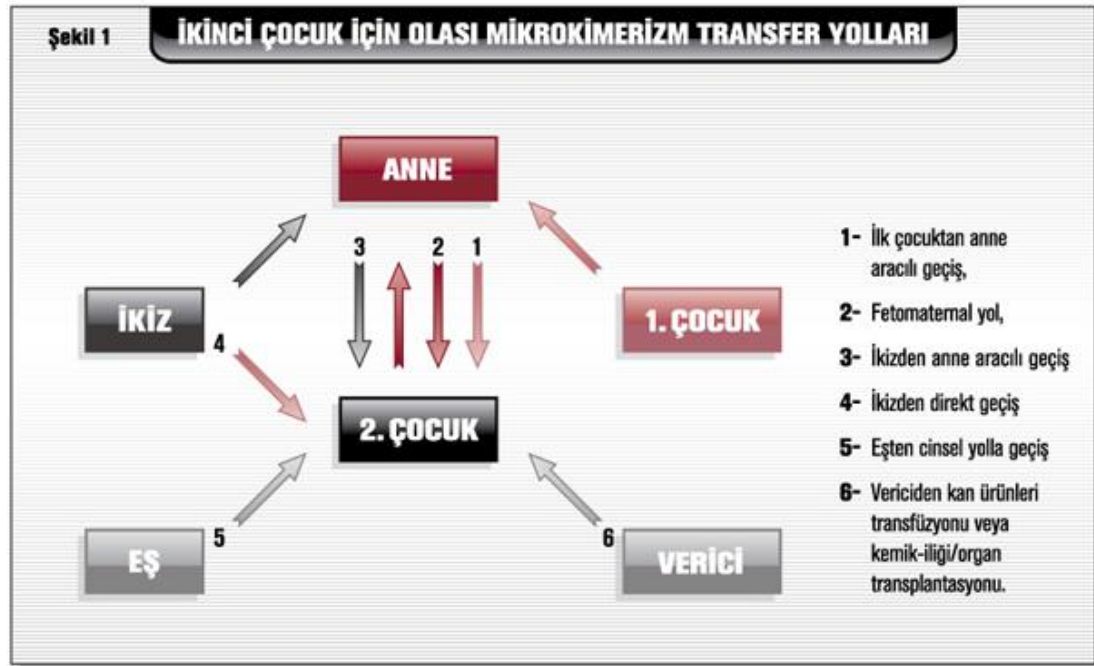 Şekil 1
İKİNCİ ÇOCUK İÇİN OLASI MİKROKİMERİZM TRANSFER YOLLARI
ANNE
3
2
1
İKİZ
4
1. ÇOCUK
2. ÇOCUK
EŞ
5
6
VERİCİ
1- İlk çocuktan anne
aracılı geçiş,
2- Fetomaternal yol,
3- İkizden anne aracılı geçiş
4- İkizden direkt geçiş
5- Eşten cinsel yolla geçiş
6- Vericiden kan ürünleri
transfüzyonu veya
kemik-iliği/organ
transplantasyonu.